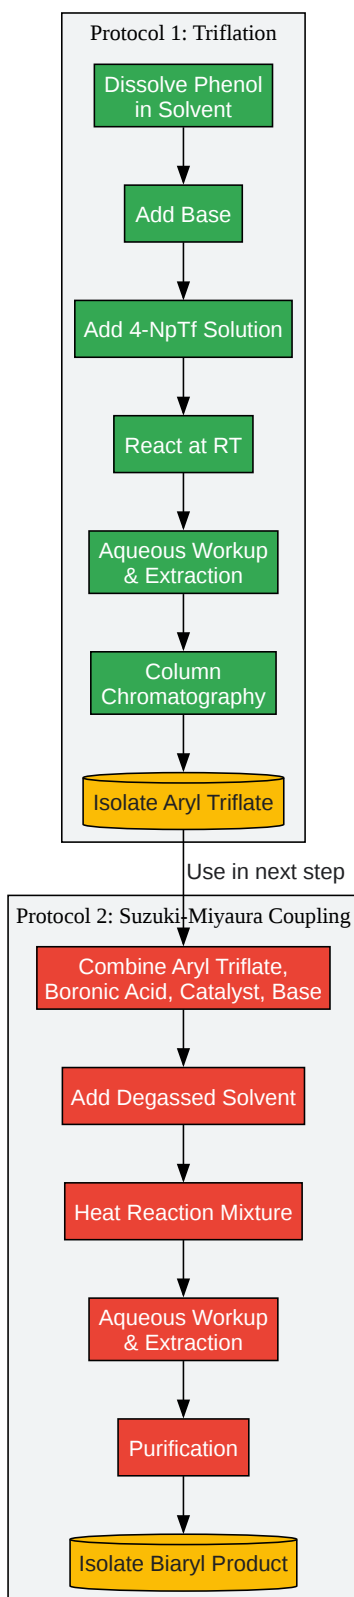 Protocol 1: Triflation
Dissolve Phenol
in Solvent
Add Base
Add 4-NpTf Solution
React at RT
Aqueous Workup
& Extraction
Column
Chromatography
Isolate Aryl Triflate
Use in next step
Protocol 2: Suzuki-Miyaura Coupling
Combine Aryl Triflate,
Boronic Acid, Catalyst, Base
Add Degassed Solvent
Heat Reaction Mixture
Aqueous Workup
& Extraction
Purification
Isolate Biaryl Product